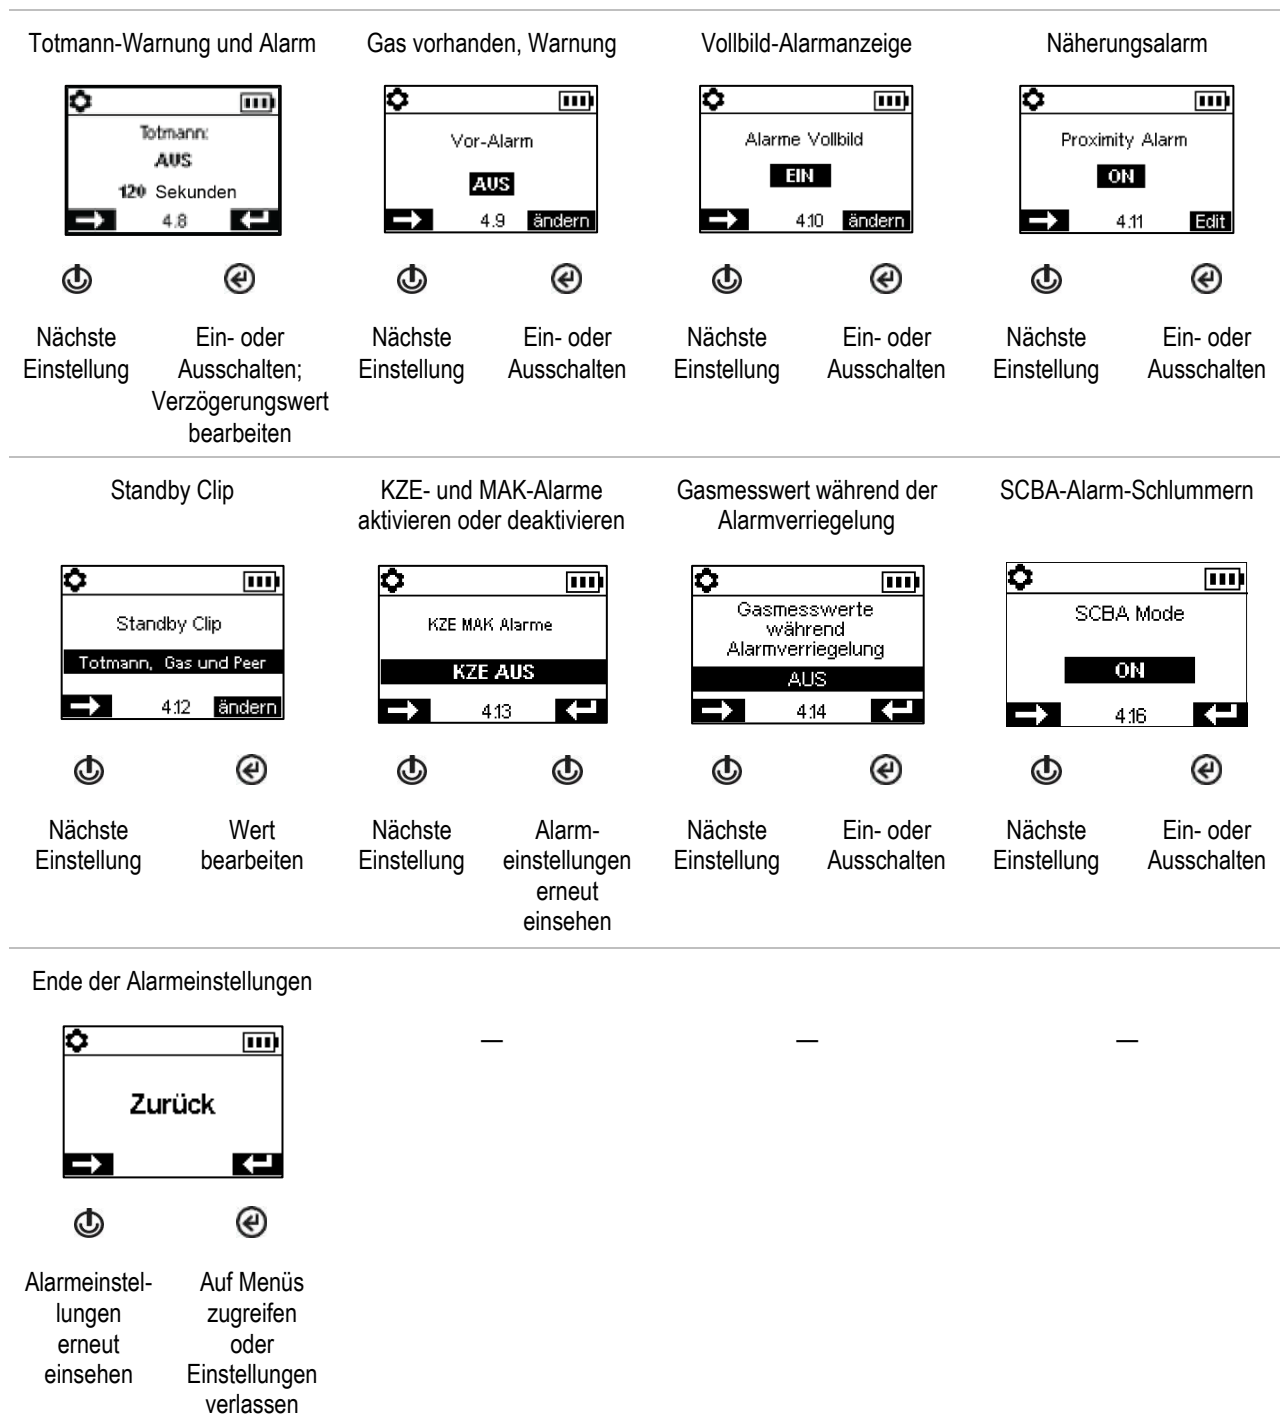 Totmann-Warnung und Alarm
Totmann:
AUS
120 Sekunden
4.8
Nächste
Einstellung
Ein- oder
Ausschalten;
Verzögerungswert
bearbeiten
Gas vorhanden, Warnung
Vor-Alarm
AUS
4.9 ändern
Nächste
Einstellung
Ein- oder
Ausschalten
Vollbild-Alarmanzeige
Alarme Vollbild
EIN
4.10 ändern
Nächste
Einstellung
Ein- oder
Ausschalten
Näherungsalarm
Proximity Alarm
ON
4.11 Edit
Nächste
Einstellung
Ein- oder
Ausschalten
Standby Clip
Standby Clip
Totmann, Gas und Peer
4.12 ändern
Nächste
Einstellung
Wert
bearbeiten
KZE- und MAK-Alarme
aktivieren oder deaktivieren
KZE MAK Alarme
KZE AUS
4.13
Nächste
Einstellung
Alarm-
einstellungen
erneut
einsehen
Gasmesswert während der
Alarmverriegelung
Gasmesswerte
während
Alarmverriegelung
AUS
4.14
Nächste
Einstellung
Ein- oder
Ausschalten
SCBA-Alarm-Schlummern
SCBA Mode
ON
4.16
Nächste
Einstellung
Ein- oder
Ausschalten
Ende der Alarmeinstellungen
Zurück
Alarmeinstel-
lungen
erneut
einsehen
Auf Menüs
zugreifen
oder
Einstellungen
verlassen
—
—
—